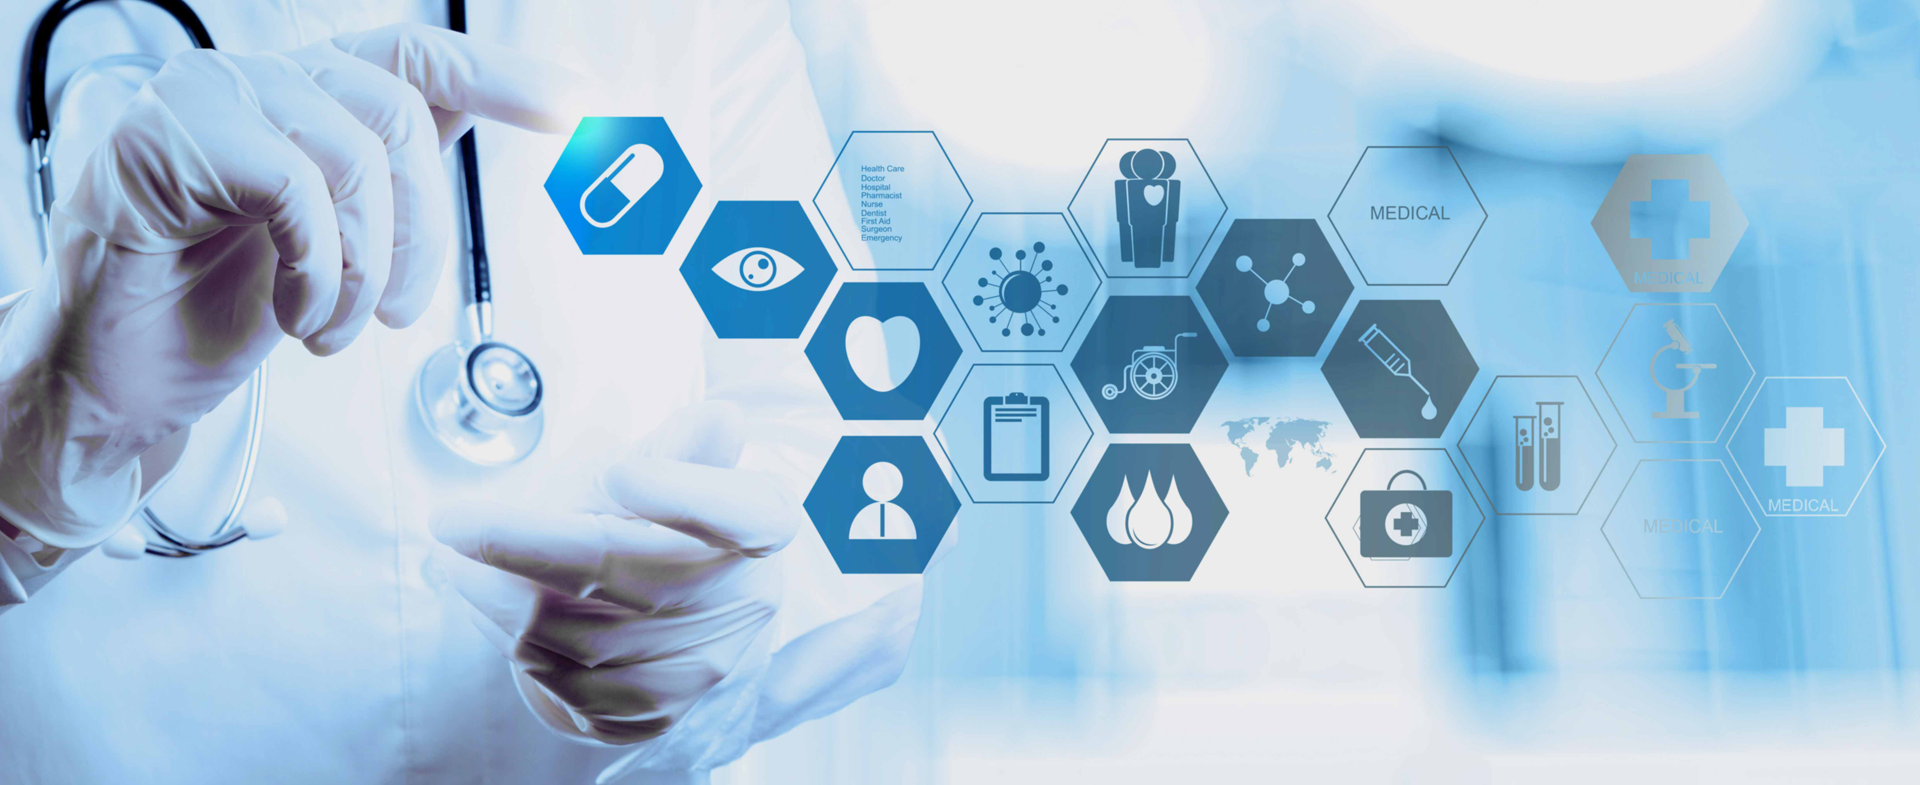 Health Care
Doctor
Hospital
Pharmacist
Nurse
Dentist
First Aid
Surgeon
Emergency
MEDICAL
MEDICAL
MEDICAL
MEDICAL